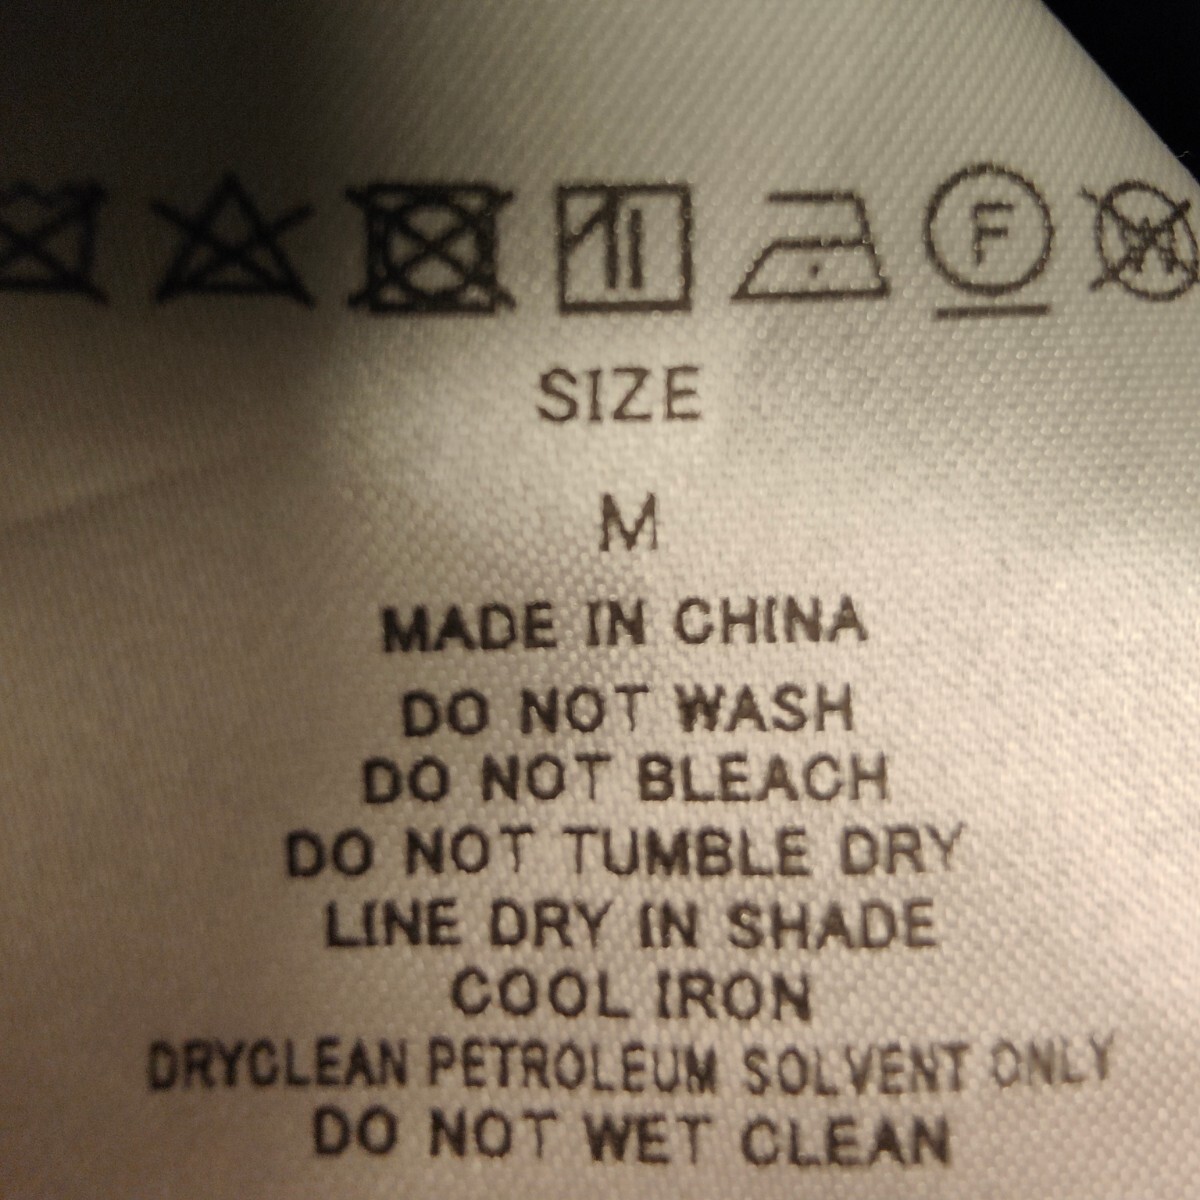 F W
SIZE
M
MADE IN CHINA
DO NOT WASH
DO NOT BLEACH
DO NOT TUMBLE DRY
LINE DRY IN SHADE
COOL IRON
DRYCLEAN PETROLEUM SOLVENT ONLY
DO NOT WET CLEAN